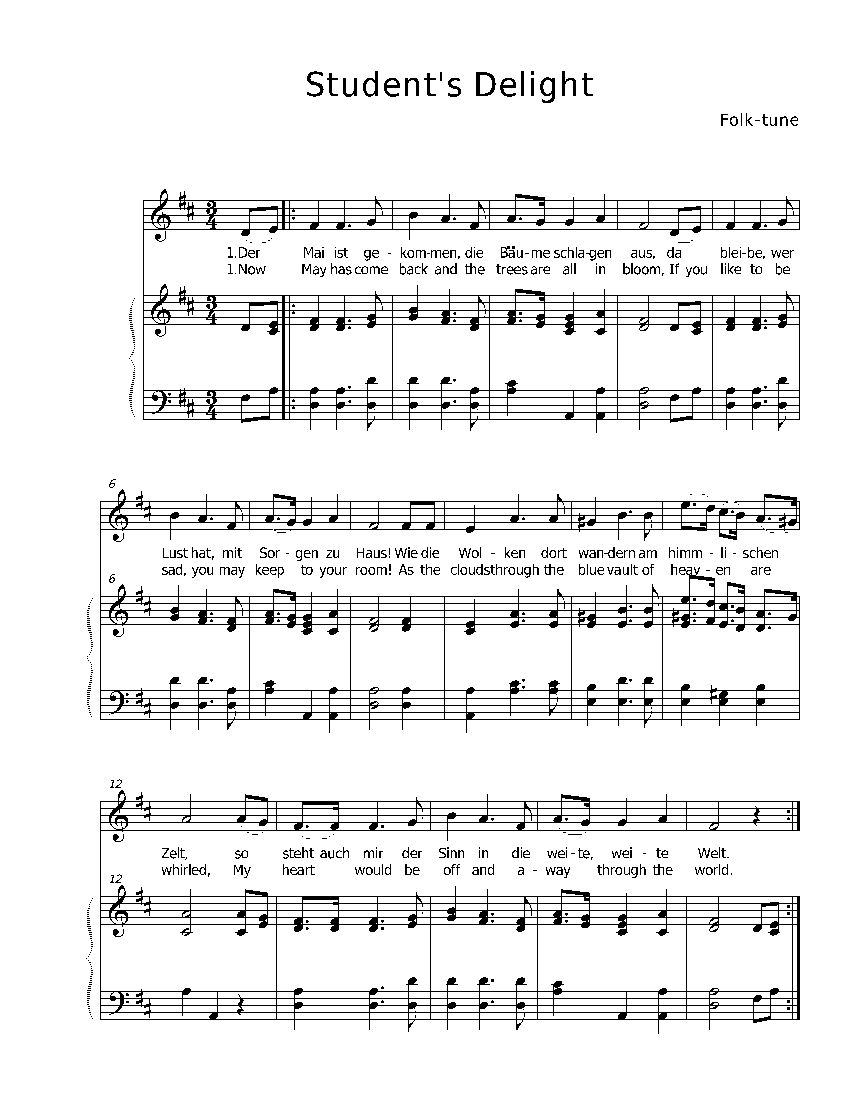 Student's Delight
Folk-tune
3/4
1.Der Mai ist ge - kom-men, die Bäu-me schla-gen aus, da blei-be, wer
1.Now May has come back and the trees are all in bloom, If you like to be
3/4
3/4
6
Lust hat, mit Sor - gen zu Haus! Wie die Wol - ken dort wan-dern am himm - li - schen
sad, you may keep to your room! As the clouds through the blue vault of heav - en are
6
12
Zelt, so steht auch mir der Sinn in die wei-te, wei - te Welt.
whirled, My heart would be off and a - way through the world.
12